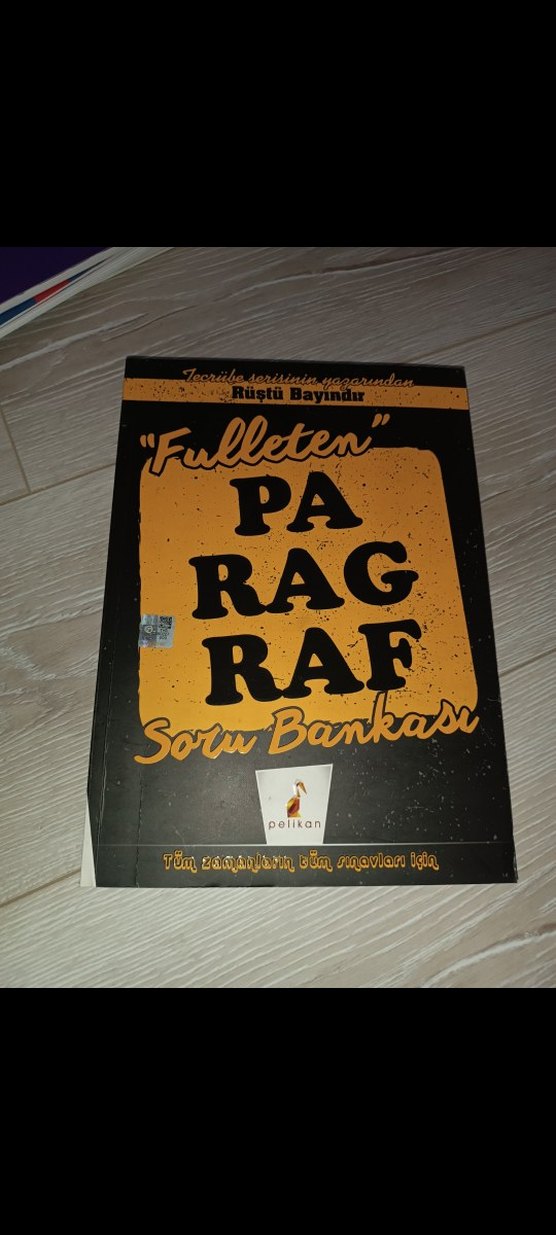 Tecrübe serisinin yazarından
Rüştü Bayındır
"Fulleten"
PA
RAG
RAF
Soru Bankası
pelikan
Tüm zamanların tüm sınavları için